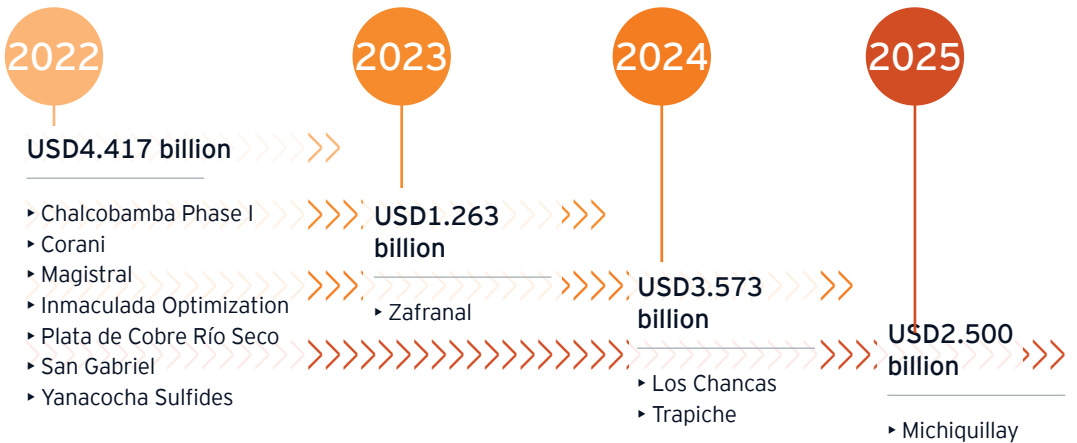 2022
USD4.417 billion
‣ Chalcobamba Phase I
‣ Corani
‣ Magistral
‣ Inmaculada Optimization
‣ Plata de Cobre Río Seco
‣ San Gabriel
‣ Yanacocha Sulfides
2023
USD1.263
billion
‣ Zafranal
2024
USD3.573
billion
‣ Los Chancas
‣ Trapiche
2025
USD2.500
billion
‣ Michiquillay